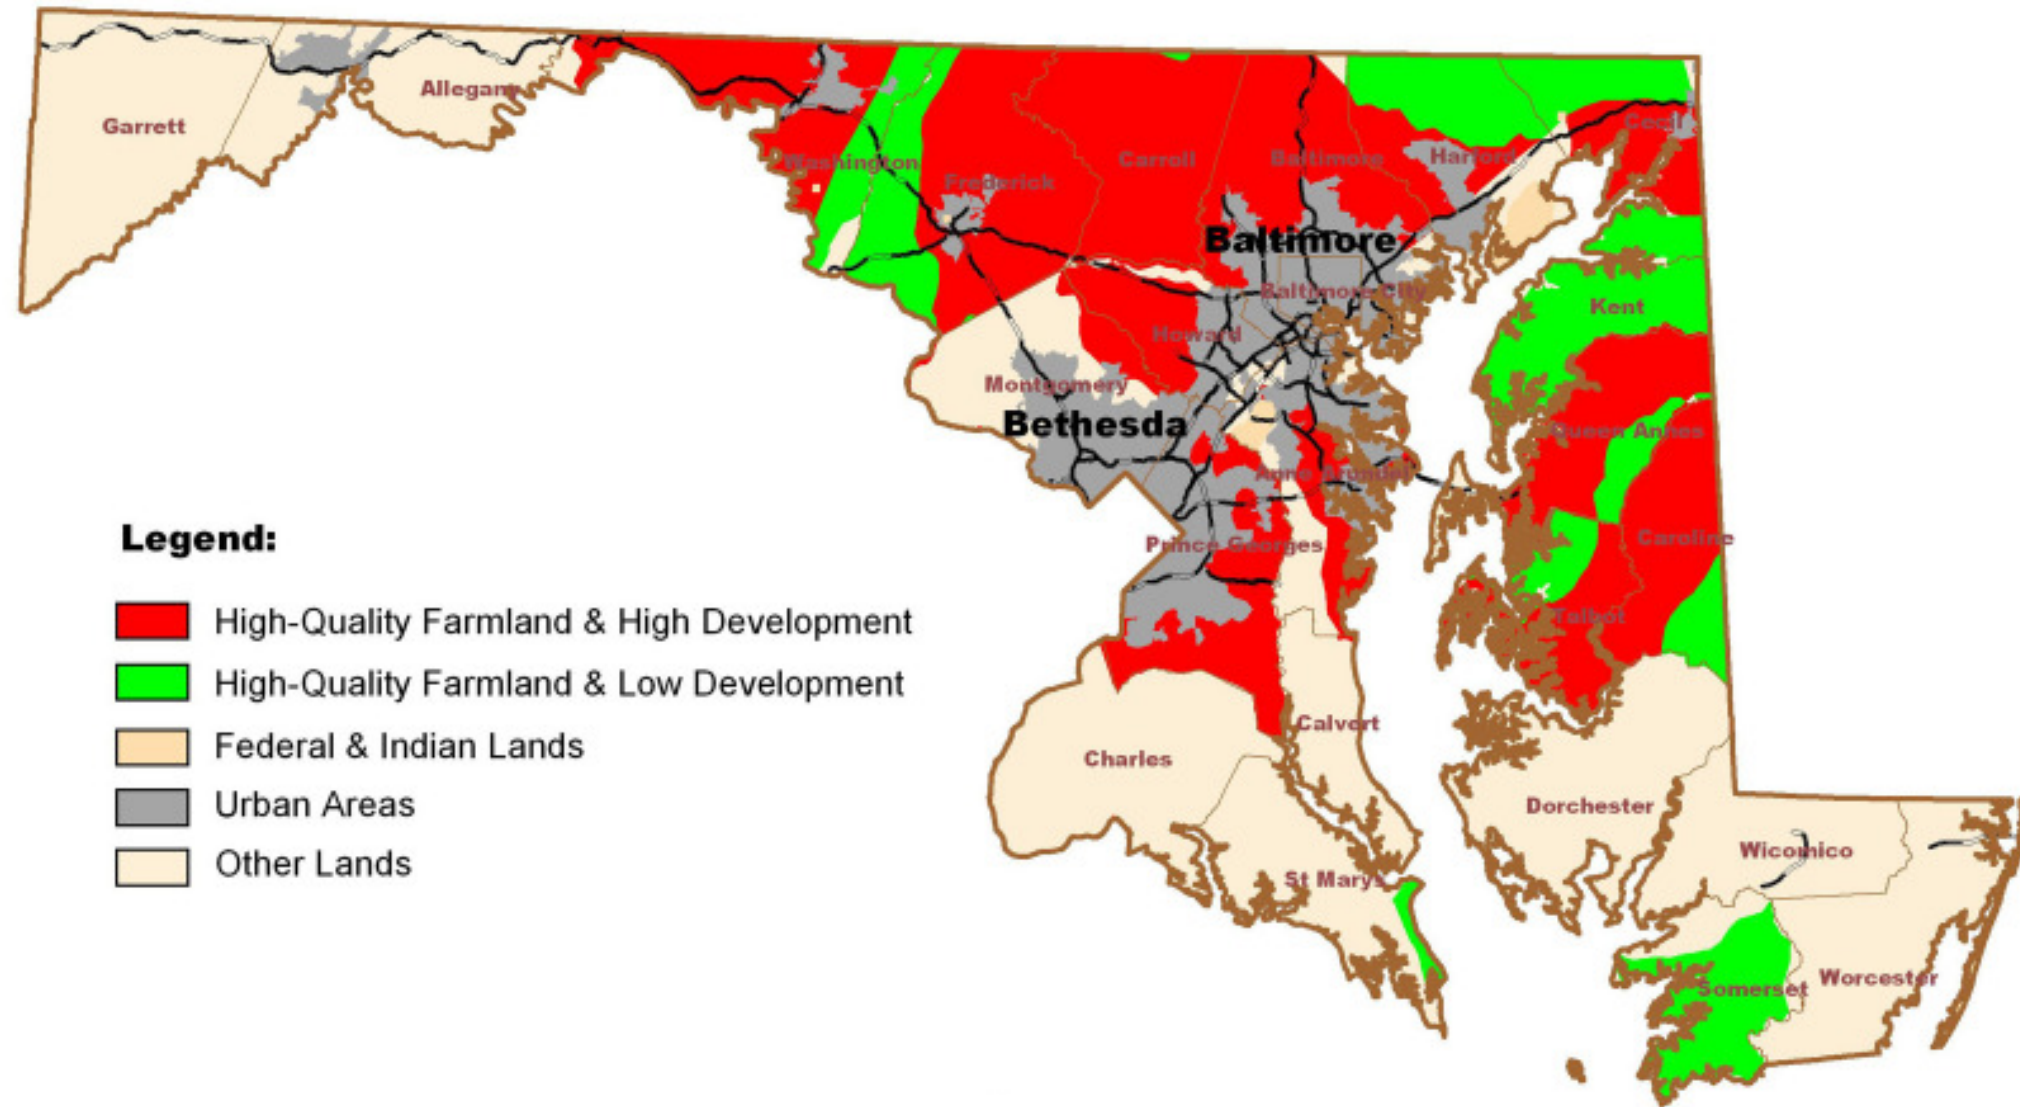 Garrett
Allegany
Washington
Frederick
Carroll
Baltimore
Harford
Cecil
Baltimore
Baltimore City
Howard
Kent
Montgomery
Bethesda
Queen Annes
Anne Arundel
Prince Georges
Caroline
Talbot
Calvert
Charles
Dorchester
Wicomico
St Marys
Somerset
Worcester
Legend:
High-Quality Farmland & High Development
High-Quality Farmland & Low Development
Federal & Indian Lands
Urban Areas
Other Lands